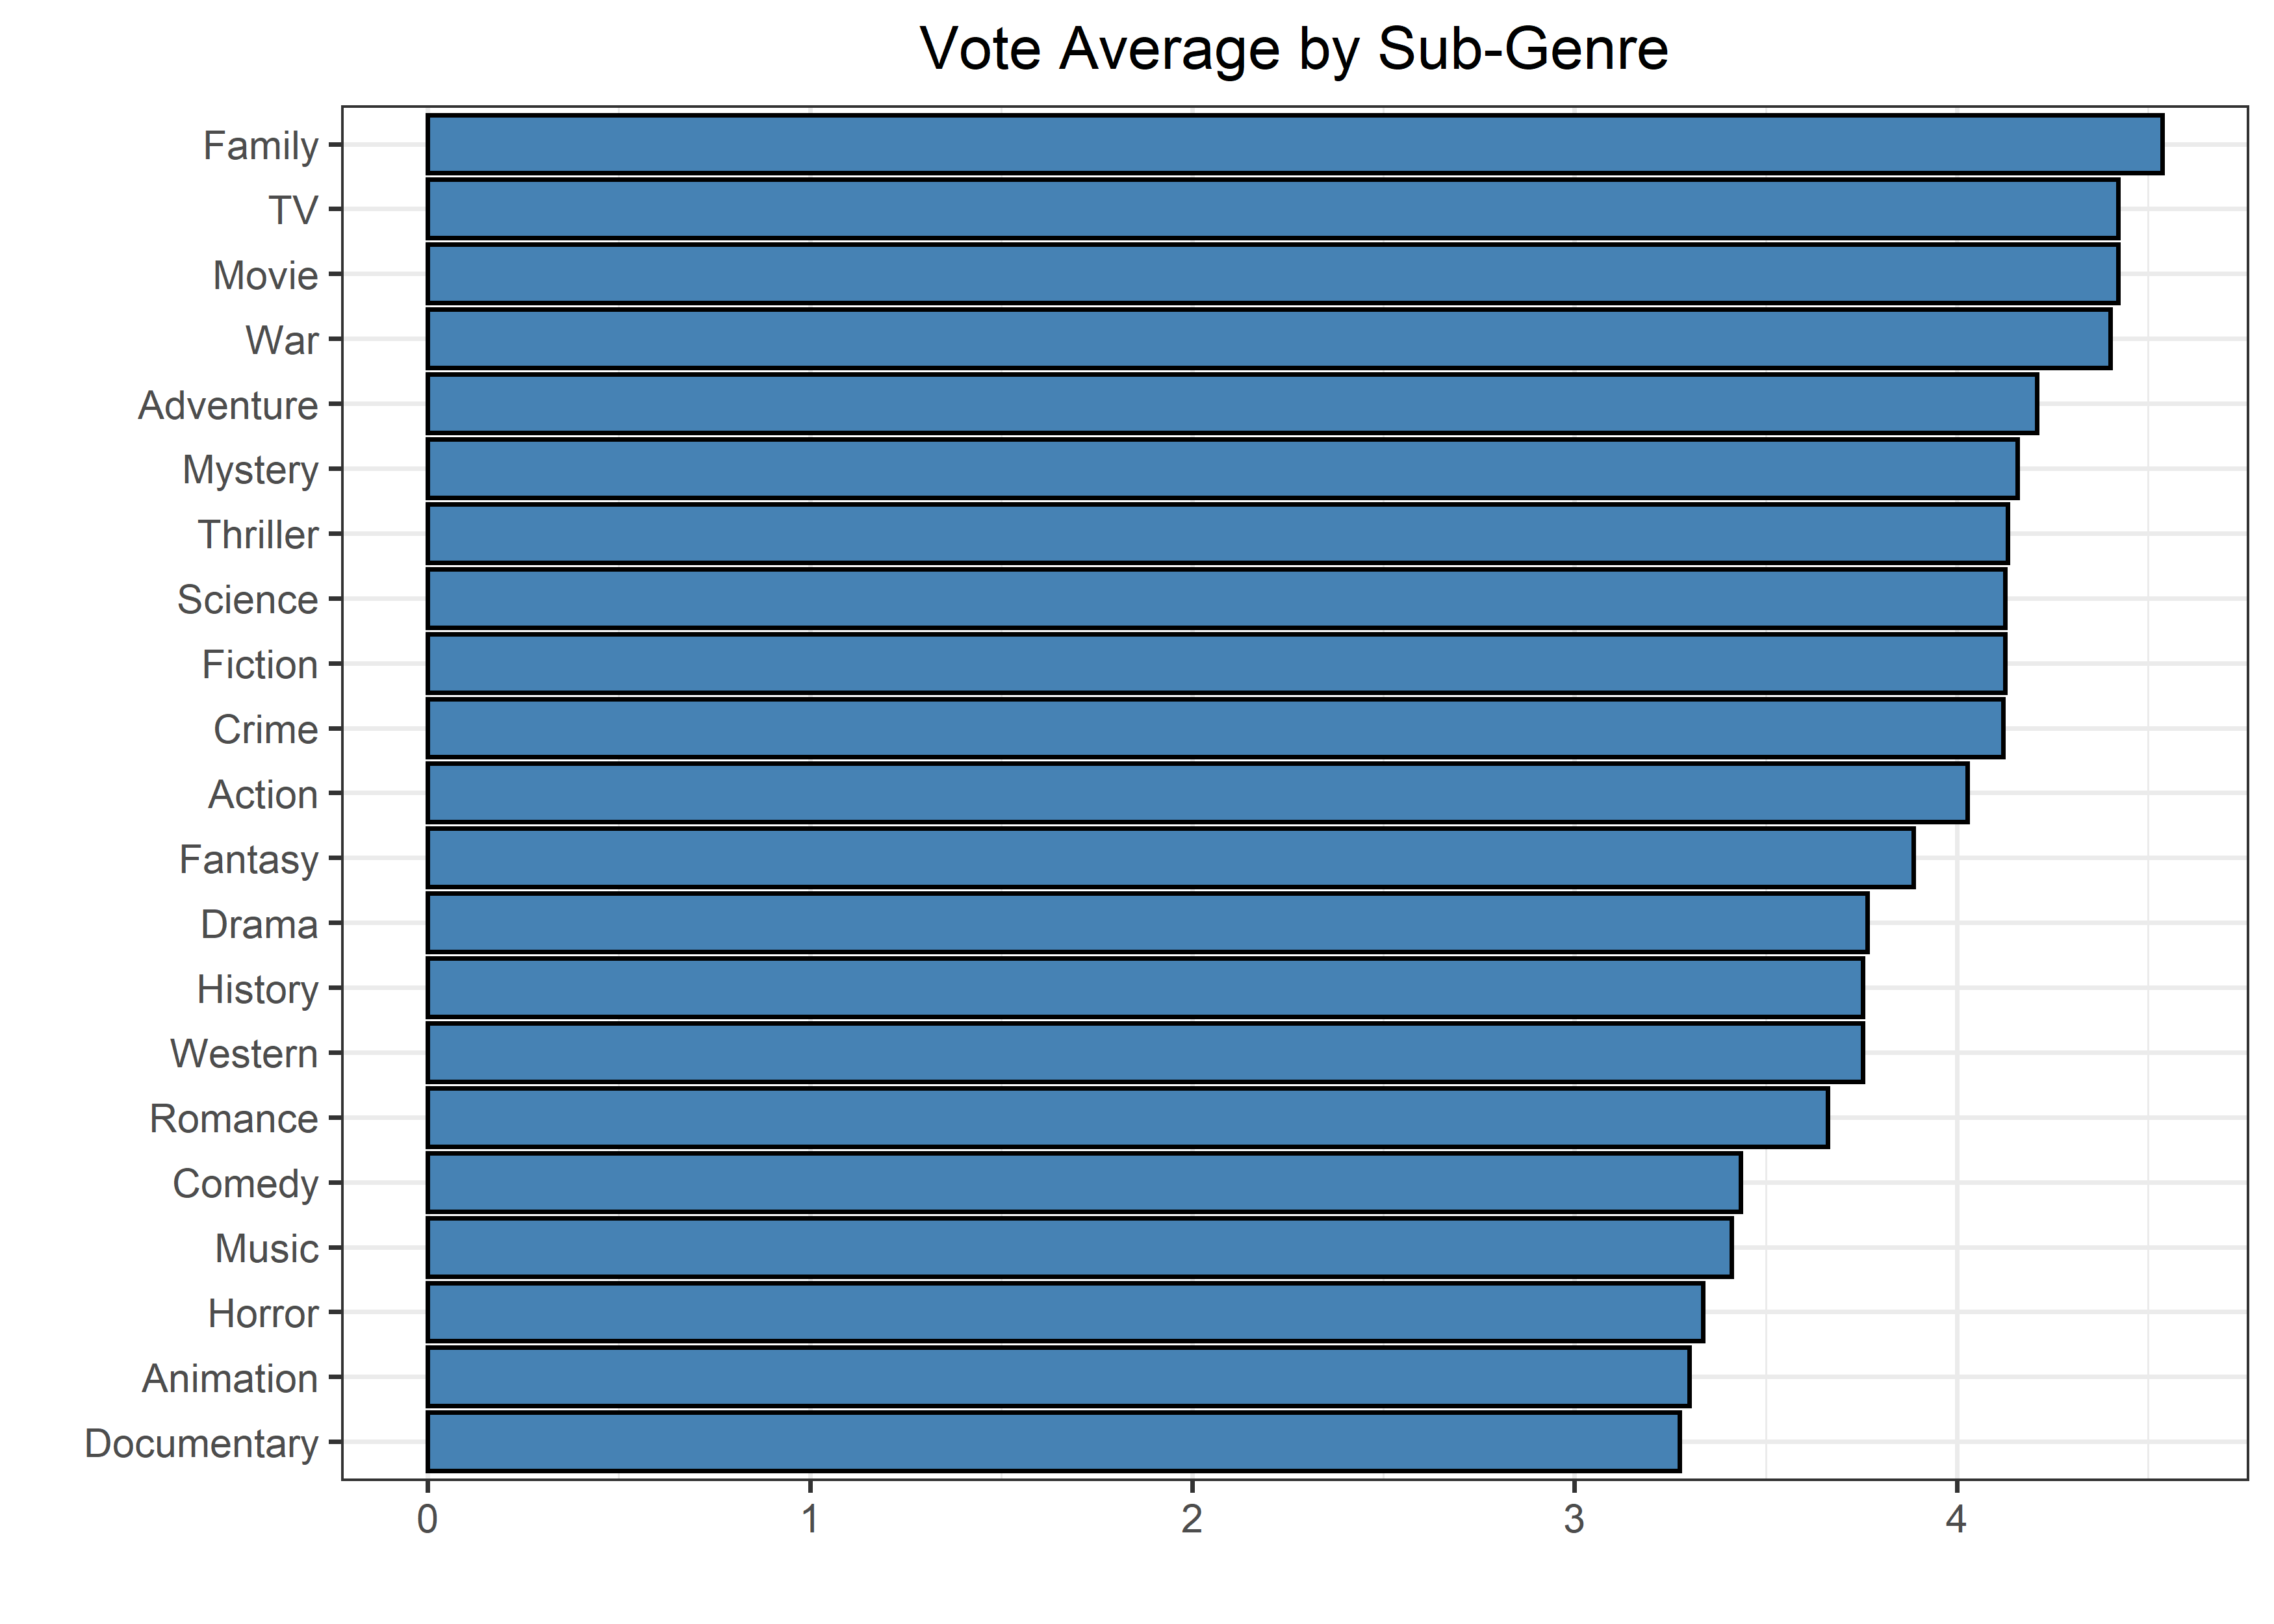 Vote Average by Sub-Genre
Family
TV
Movie
War
Adventure
Mystery
Thriller
Science
Fiction
Crime
Action
Fantasy
Drama
History
Western
Romance
Comedy
Music
Horror
Animation
Documentary
0 1 2 3 4